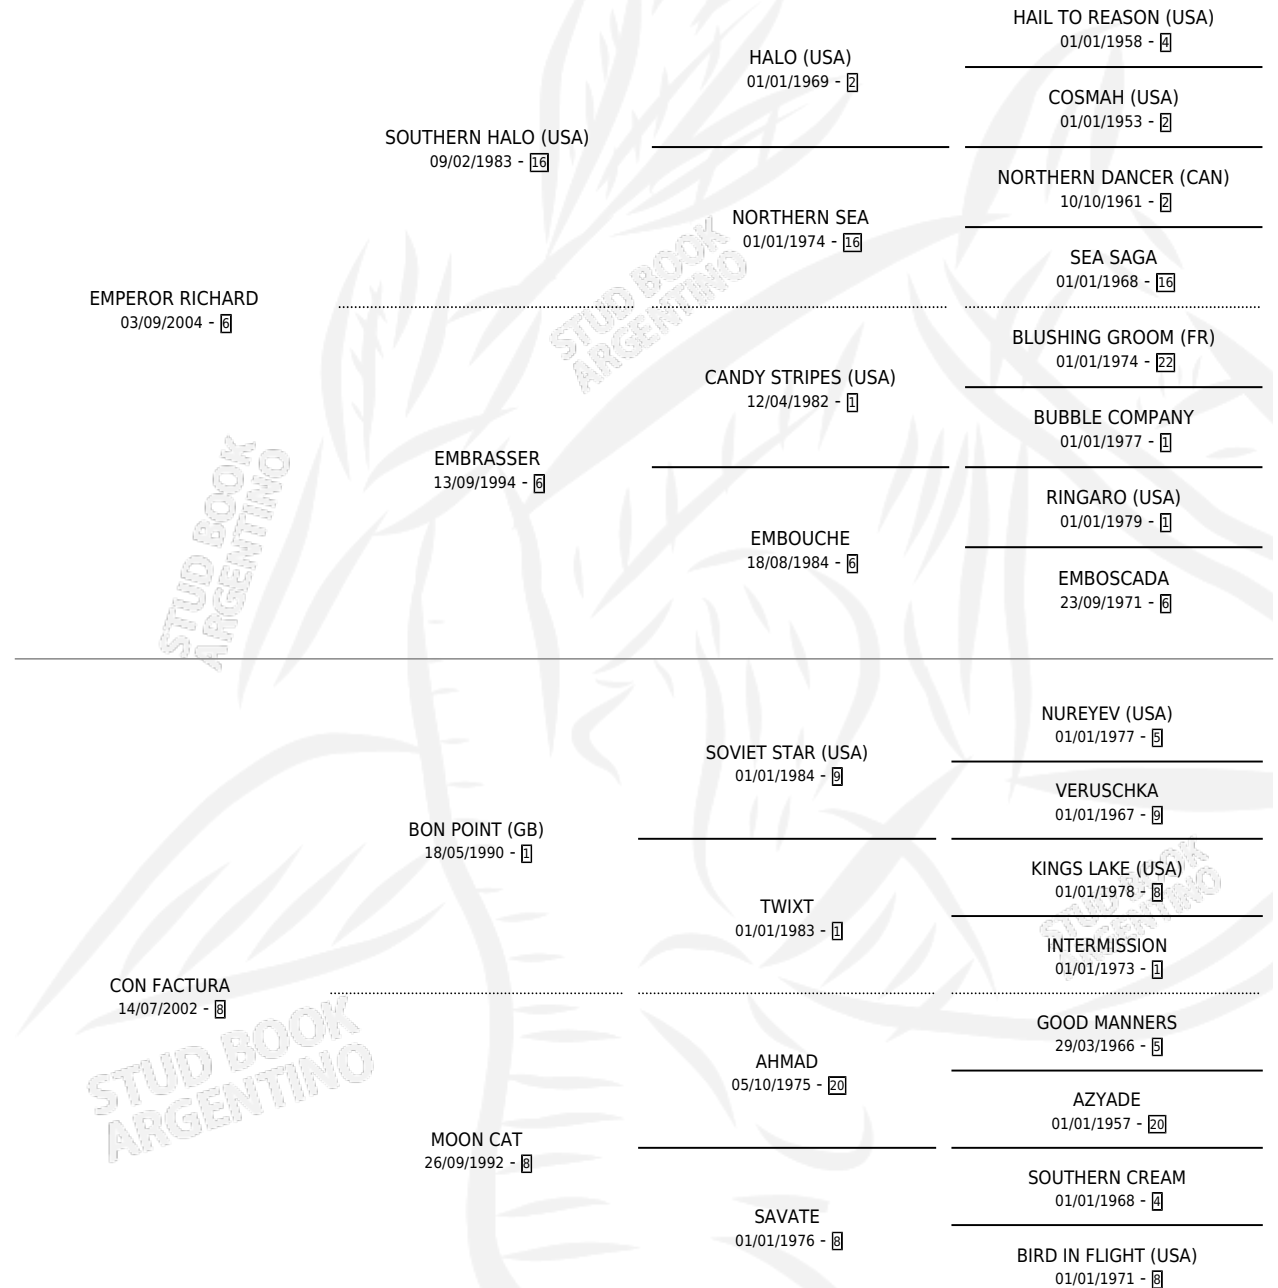 HAIL TO REASON (USA)
01/01/1958 - 4
HALO (USA)
01/01/1969 - 2
COSMAH (USA)
01/01/1953 - 2
SOUTHERN HALO (USA)
09/02/1983 - 16
NORTHERN DANCER (CAN)
10/10/1961 - 2
NORTHERN SEA
01/01/1974 - 16
SEA SAGA
01/01/1968 - 16
EMPEROR RICHARD
03/09/2004 - 6
STUD BOOK
ARGENTINO
BLUSHING GROOM (FR)
01/01/1974 - 22
CANDY STRIPES (USA)
12/04/1982 - 1
BUBBLE COMPANY
01/01/1977 - 1
EMBRASSER
13/09/1994 - 6
RINGARO (USA)
01/01/1979 - 1
EMBOUCHE
18/08/1984 - 6
EMBOSCADA
23/09/1971 - 6
STUD BOOK
ARGENTINO
NUREYEV (USA)
01/01/1977 - 5
SOVIET STAR (USA)
01/01/1984 - 9
VERUSCHKA
01/01/1967 - 9
BON POINT (GB)
18/05/1990 - 1
KINGS LAKE (USA)
01/01/1978 - 8
TWIXT
01/01/1983 - 1
STUD BOOK
ARGENTINO
INTERMISSION
01/01/1973 - 1
CON FACTURA
14/07/2002 - 8
GOOD MANNERS
29/03/1966 - 5
AHMAD
05/10/1975 - 20
STUD BOOK
ARGENTINO
AZYADE
01/01/1957 - 20
MOON CAT
26/09/1992 - 8
SOUTHERN CREAM
01/01/1968 - 4
SAVATE
01/01/1976 - 8
BIRD IN FLIGHT (USA)
01/01/1971 - 8